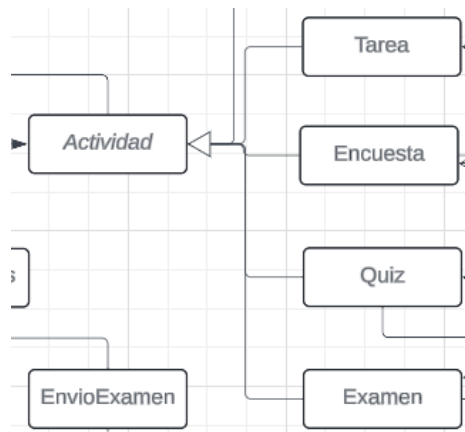 Tarea
Actividad
Encuesta
s
Quiz
EnvioExamen
Examen